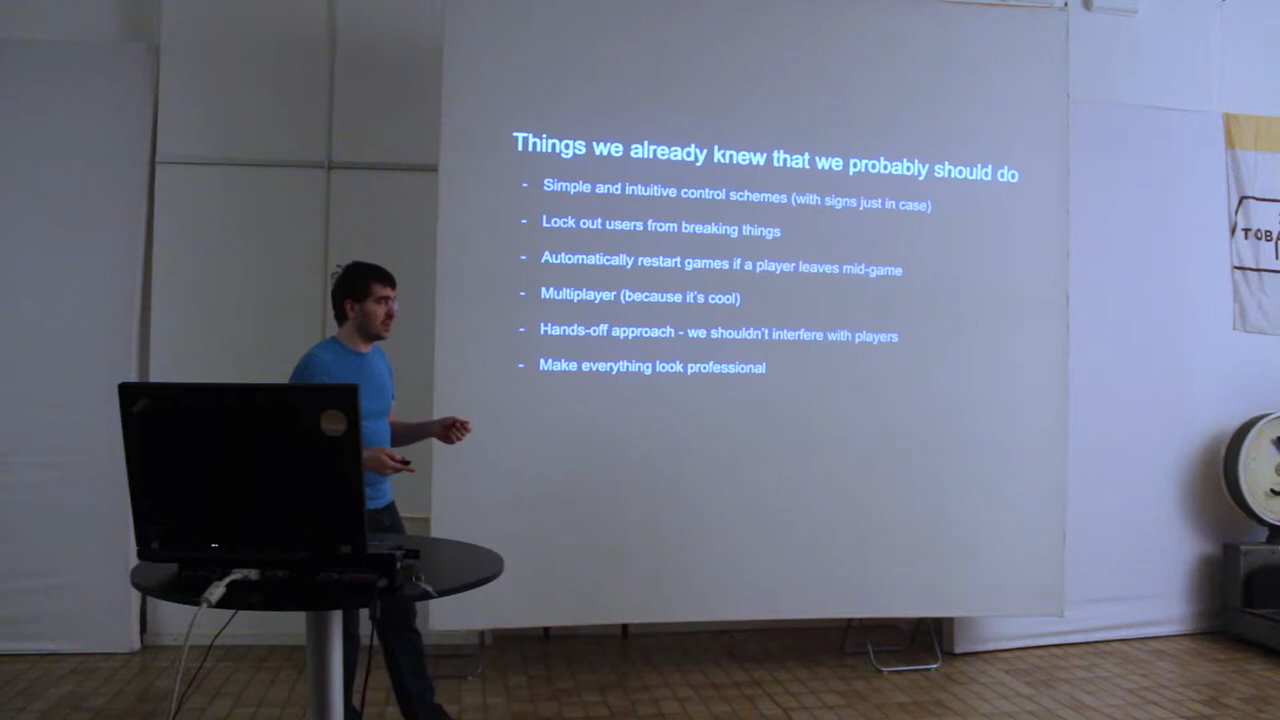 Things we already knew that we probably should do
- Simple and intuitive control schemes (with signs just in case)
- Lock out users from breaking things
- Automatically restart games if a player leaves mid-game
- Multiplayer (because it's cool)
- Hands-off approach - we shouldn't interfere with players
- Make everything look professional